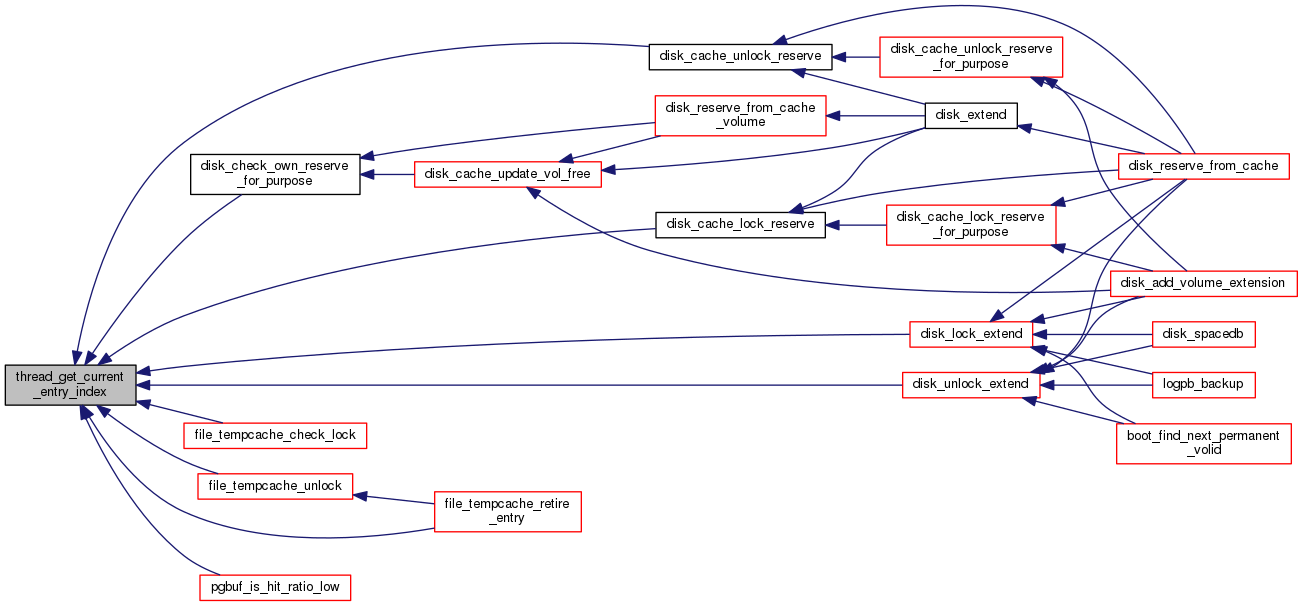 disk_cache_unlock_reserve
disk_cache_unlock_reserve
_for_purpose
disk_reserve_from_cache
_volume
disk_extend
disk_check_own_reserve
_for_purpose
disk_cache_update_vol_free
disk_reserve_from_cache
disk_cache_lock_reserve
disk_cache_lock_reserve
_for_purpose
disk_add_volume_extension
disk_lock_extend
disk_spacedb
thread_get_current
_entry_index
disk_unlock_extend
logpb_backup
file_tempcache_check_lock
boot_find_next_permanent
_volid
file_tempcache_unlock
file_tempcache_retire
_entry
pgbuf_is_hit_ratio_low